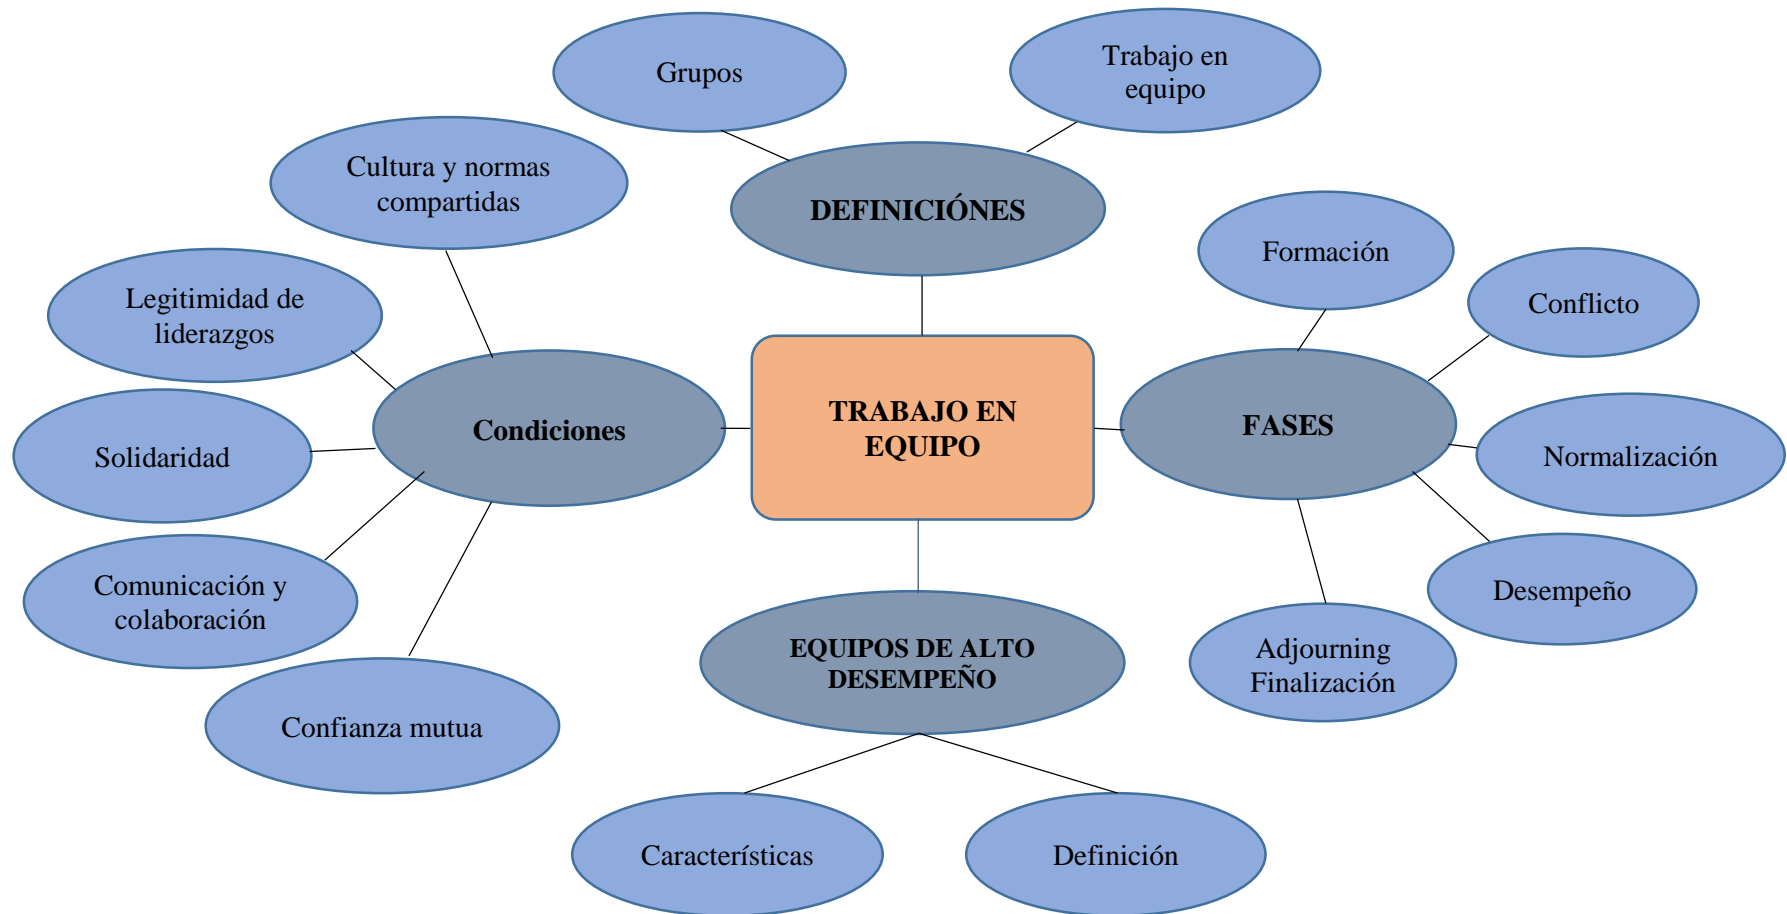 Grupos
Trabajo en
equipo
Cultura y normas
compartidas
DEFINICIÓNES
Formación
Legitimidad de
liderazgos
Conflicto
Condiciones
TRABAJO EN
EQUIPO
FASES
Solidaridad
Normalización
Comunicación y
colaboración
Desempeño
EQUIPOS DE ALTO
DESEMPEÑO
Adjourning
Finalización
Confianza mutua
Características
Definición